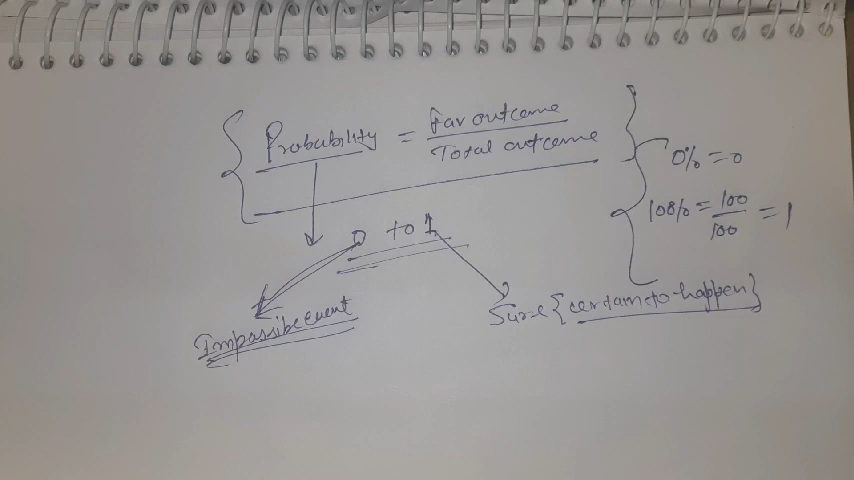 Probability = Fav outcome
Total outcome
0% = 0
100% = 100
100
= 1
0 to 1
Impossible event
Sure {certain to happen}